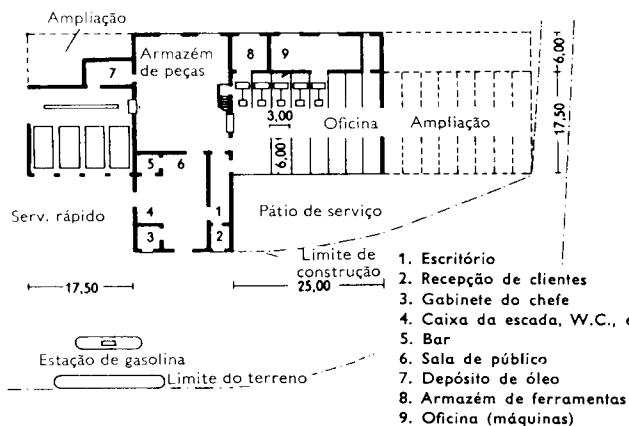 Ampliação
Armazém
de peças
8
9
7
6,00
3,00
Oficina
Ampliação
17,50
6,00
5
6
Serv. rápido
4
1
Pátio de serviço
3
2
Limite de
construção
17,50
25,00
1. Escritório
2. Recepção de clientes
3. Gabinete do chefe
4. Caixa da escada, W.C., e
5. Bar
6. Sala de público
7. Depósito de óleo
8. Armazém de ferramentas
9. Oficina (máquinas)
Estação de gasolina
Limite do terreno